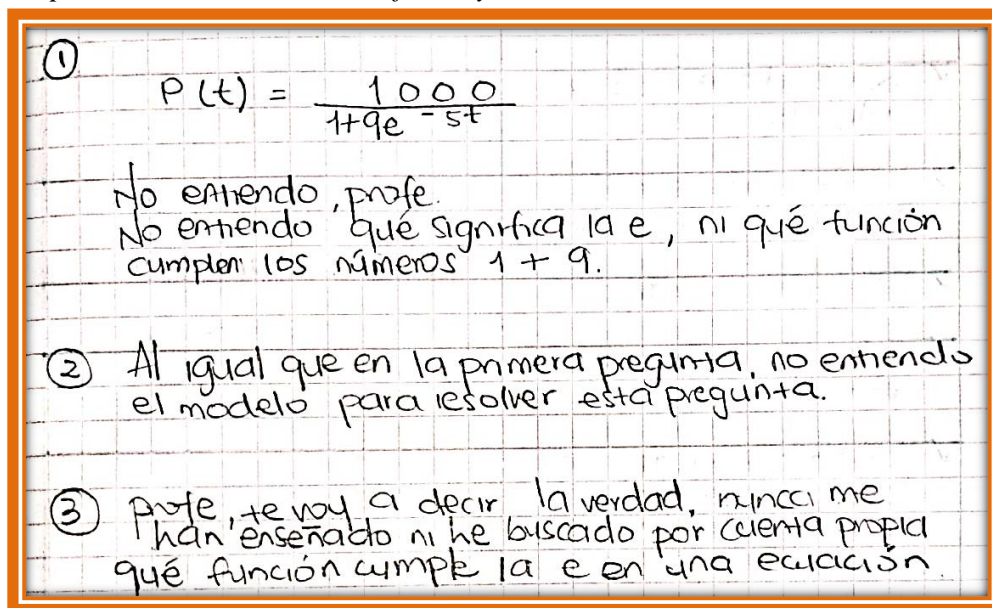 ①
P(t) = 1000
1+9e^-5t
No entiendo, profe.
No entiendo qué significa la e, ni qué función
cumplen los números 1 + 9.
② Al igual que en la primera pregunta, no entiendo
el modelo para resolver esta pregunta.
③ profe, te voy a decir la verdad, nunca me
han enseñado ni he buscado por cuenta propia
qué función cumple la e en una ecuación.